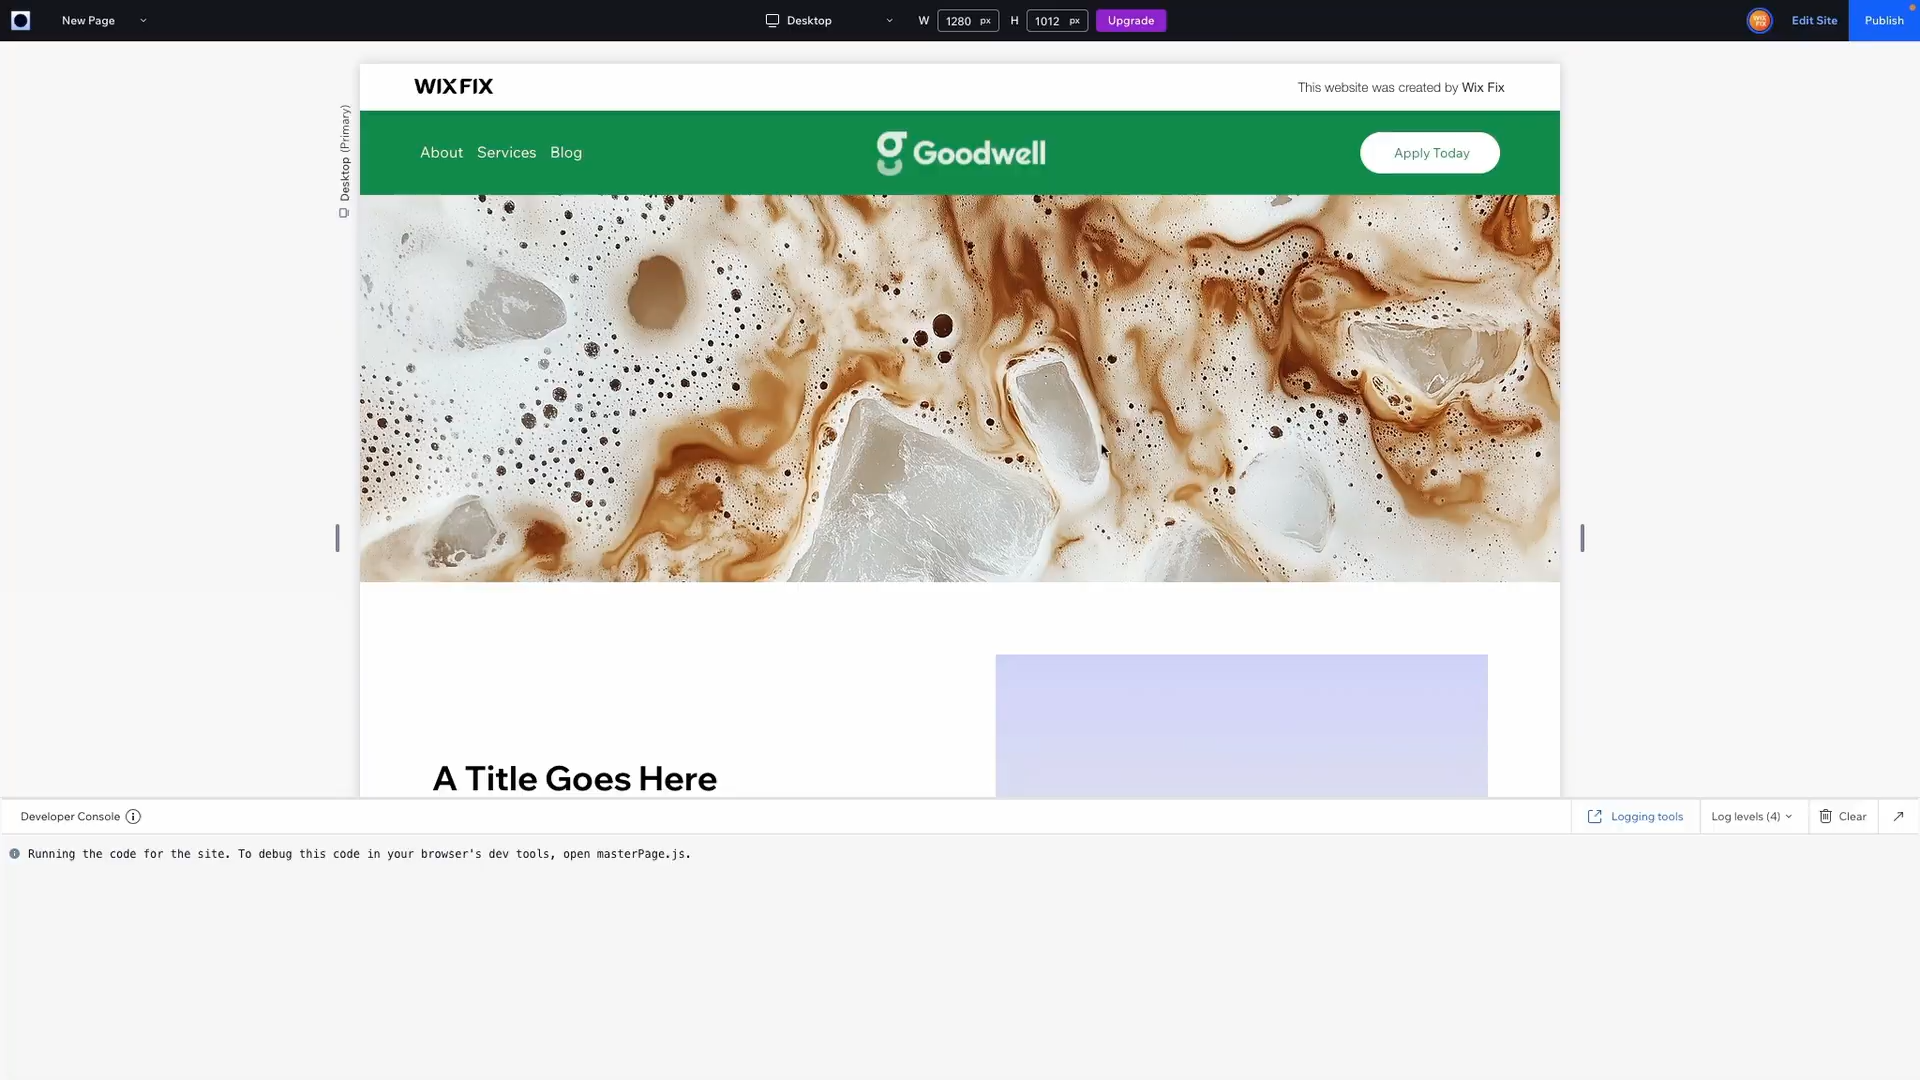 New Page
Desktop
W 1280 px H 1012 px
Upgrade
WIX FIX
Edit Site
Publish
Desktop (Primary)
WIX FIX
This website was created by Wix Fix
About Services Blog
g Goodwell
Apply Today
A Title Goes Here
Developer Console
Logging tools
Log levels (4)
Clear
Running the code for the site. To debug this code in your browser's dev tools, open masterPage.js.